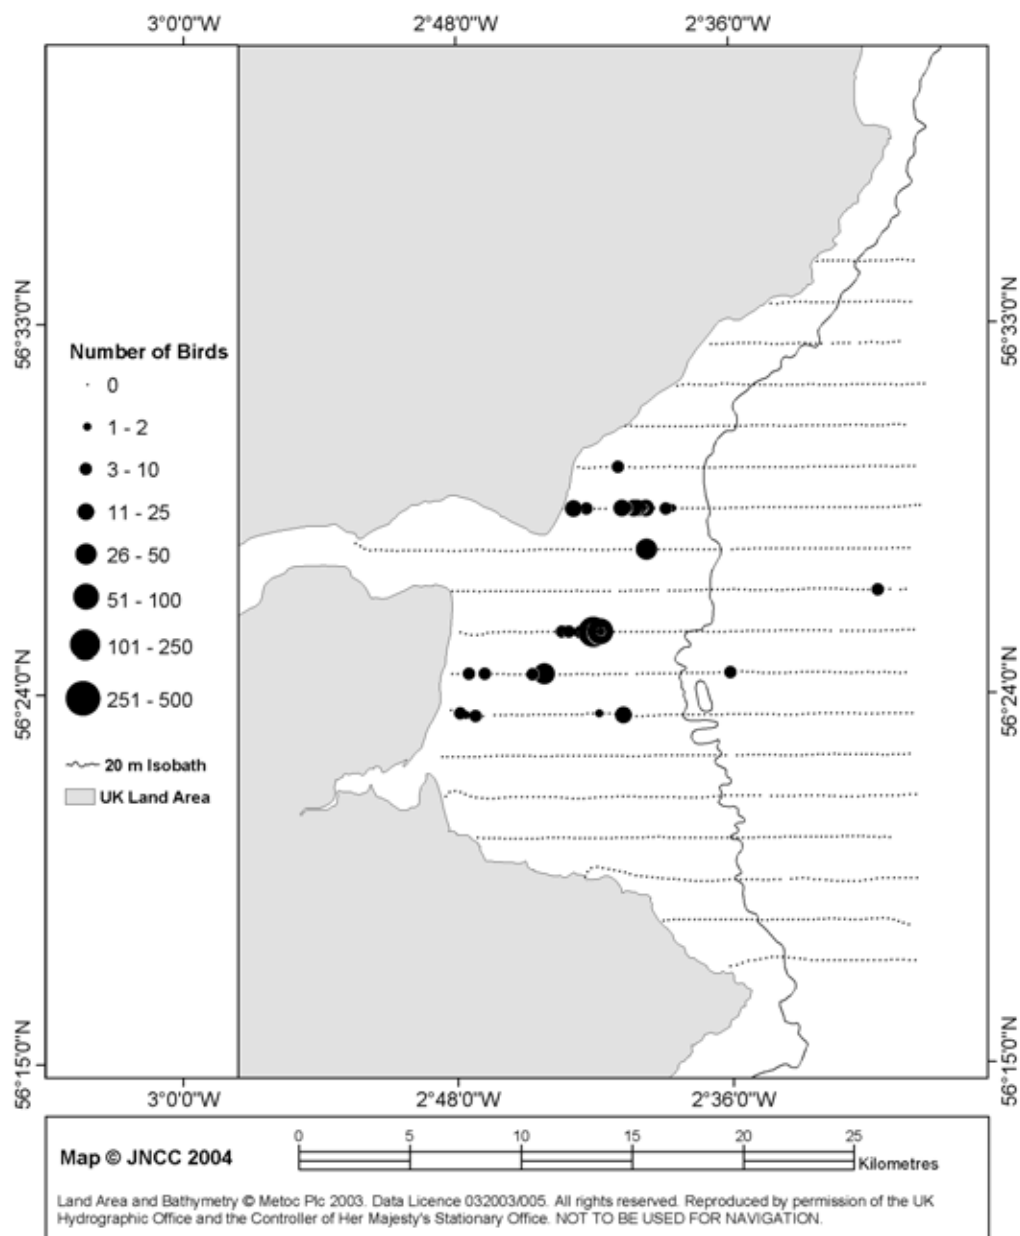 3°0'0"W 2°48'0"W 2°36'0"W
56°33'0"N 56°33'0"N
Number of Birds
0
1 - 2
3 - 10
11 - 25
26 - 50
51 - 100
101 - 250
251 - 500
56°24'0"N 56°24'0"N
20 m Isobath
UK Land Area
56°15'0"N 56°15'0"N
3°0'0"W 2°48'0"W 2°36'0"W
0 5 10 15 20 25
Map © JNCC 2004
Kilometres
Land Area and Bathymetry © Metoc Plc 2003. Data Licence 032003/005. All rights reserved. Reproduced by permission of the UK
Hydrographic Office and the Controller of Her Majesty's Stationary Office. NOT TO BE USED FOR NAVIGATION.